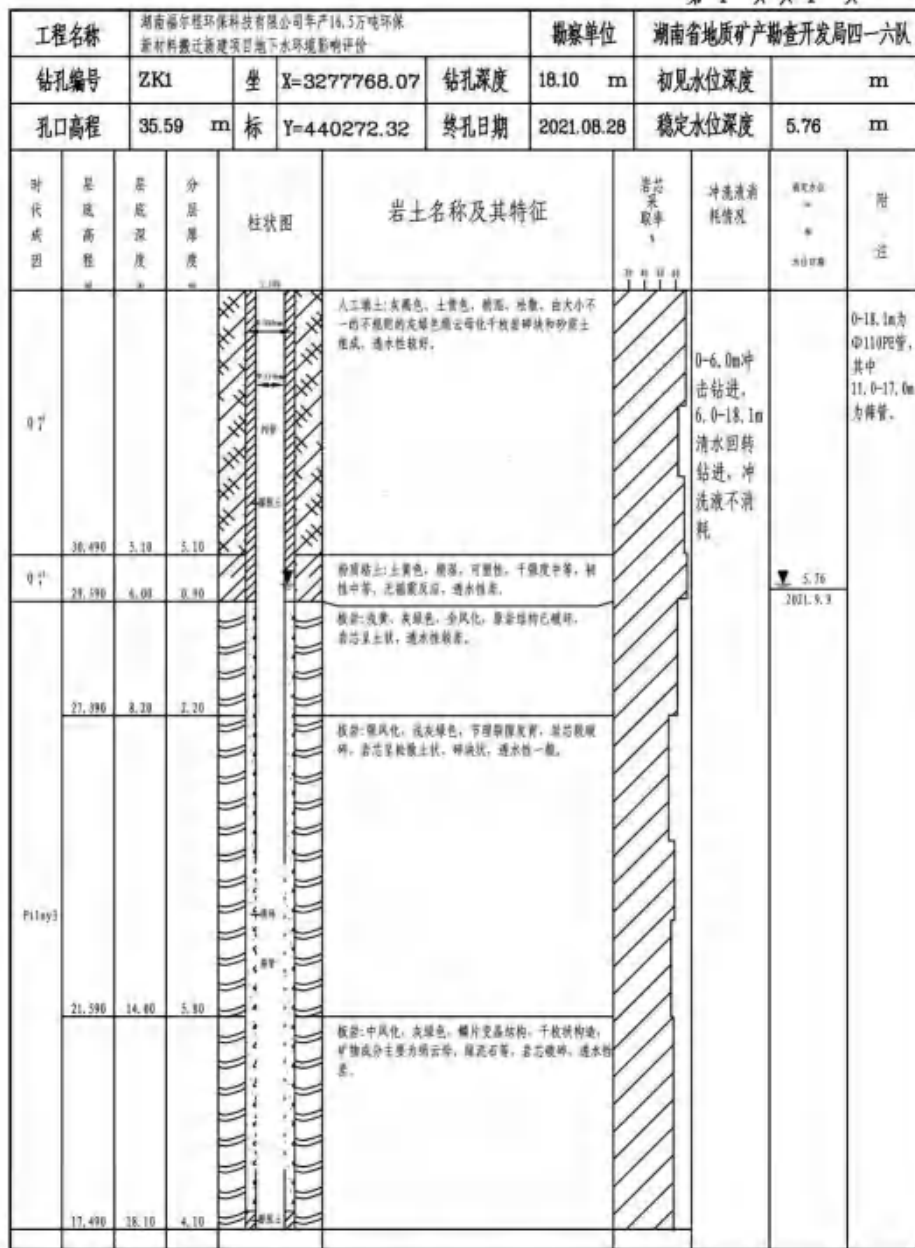 工程名称
湖南福尔程环保科技有限公司年产16.5万吨环保
新材料搬迁新建项目地下水环境影响评价
勘察单位
湖南省地质矿产勘查开发局四一六队
钻孔编号
ZK1
坐
X=3277768.07
钻孔深度
18.10 m
初见水位深度
m
孔口高程
35.59 m
标
Y=440272.32
终孔日期
2021.08.28
稳定水位深度
5.76 m
时代成因
层底高程
层底深度
分层厚度
柱状图
岩土名称及其特征
岩芯采取率
冲洗液消
耗情况
附注
人工填土:灰褐色、土黄色,稍湿,松散,由大小不
一的不规则的灰绿色绢云母化千枚岩碎块和砂质土
组成,透水性较好。
0-6.0m冲
击钻进,
6.0-18.1m
清水回转
钻进,冲
洗液不消
耗
0-18.1m为
Φ110PE管,
其中
11.0-17.0m
为筛管。
30.490 5.10 5.10
粉质粘土:土黄色,稍湿,可塑性,干强度中等,韧
性中等,无摇震反应,透水性差。
29.590 6.00 0.90
5.76
2021.9.9
板岩:浅黄、灰绿色,全风化,原岩结构已破坏,
岩芯呈土状,透水性较差。
27.390 8.20 2.20
板岩:强风化,浅灰绿色,节理裂隙发育,岩芯较破
碎,岩芯呈松散土状、碎块状,透水性一般。
21.590 14.00 5.80
板岩:中风化,灰绿色,鳞片变晶结构,千枚状构造,
矿物成分主要为绢云母、绿泥石等,岩芯破碎,透水性
差。
17.490 18.10 4.10